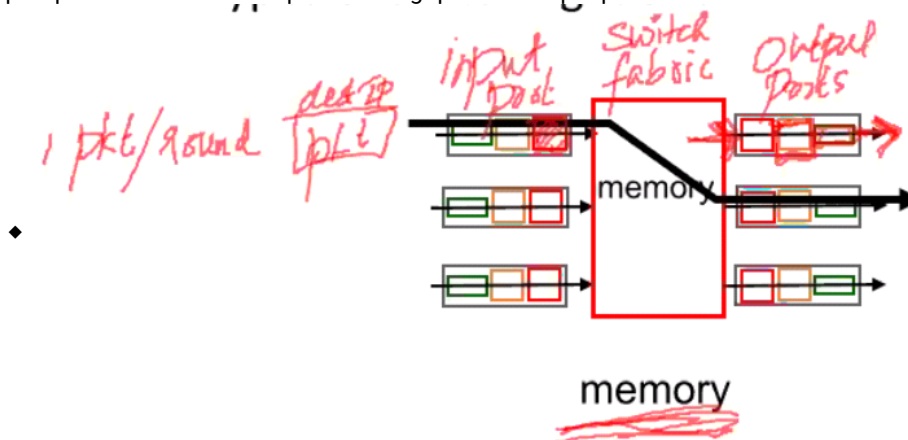 input port
switch fabric
Output Ports
dest IP
1 pkt/round
pkt
memory
memory